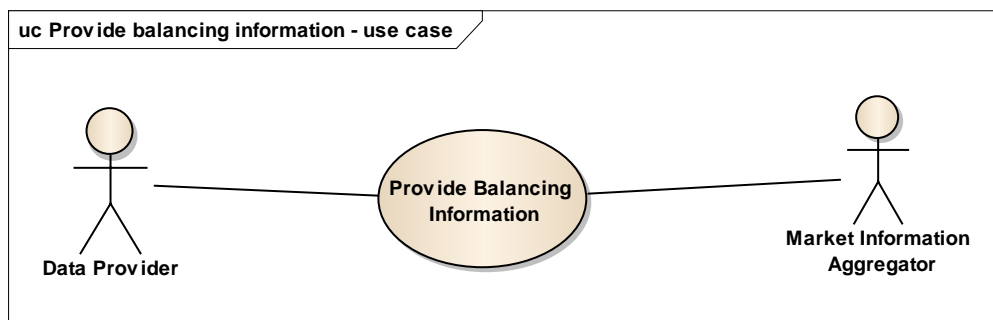 uc Provide balancing information - use case
Provide Balancing
Information
Data Provider
Market Information
Aggregator